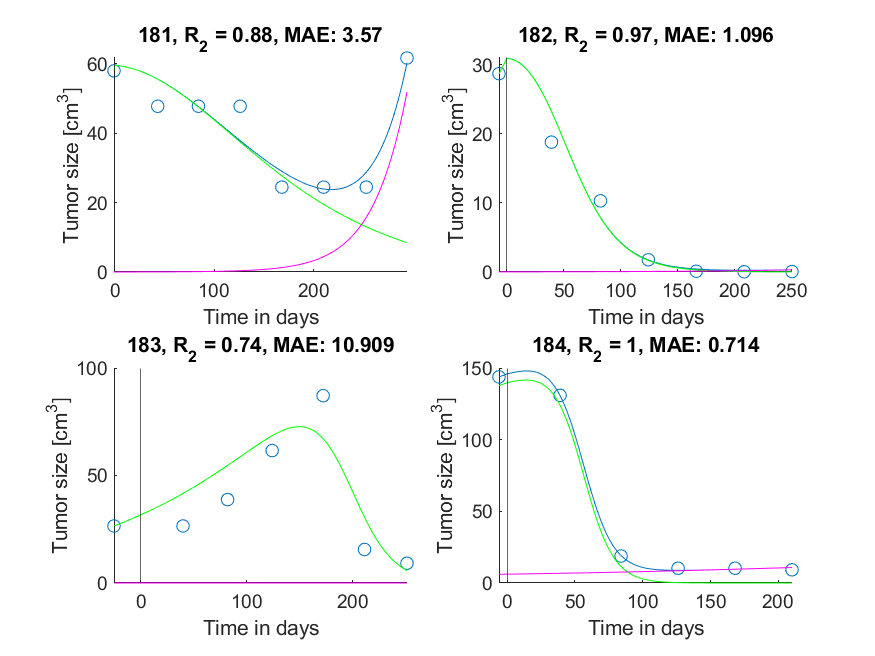 181, R2 = 0.88, MAE: 3.57
60
40
20
0
Tumor size [cm3]
0 100 200
Time in days
182, R2 = 0.97, MAE: 1.096
30
20
10
0
Tumor size [cm3]
0 50 100 150 200 250
Time in days
183, R2 = 0.74, MAE: 10.909
100
50
0
Tumor size [cm3]
0 100 200
Time in days
184, R2 = 1, MAE: 0.714
150
100
50
0
Tumor size [cm3]
0 50 100 150 200
Time in days